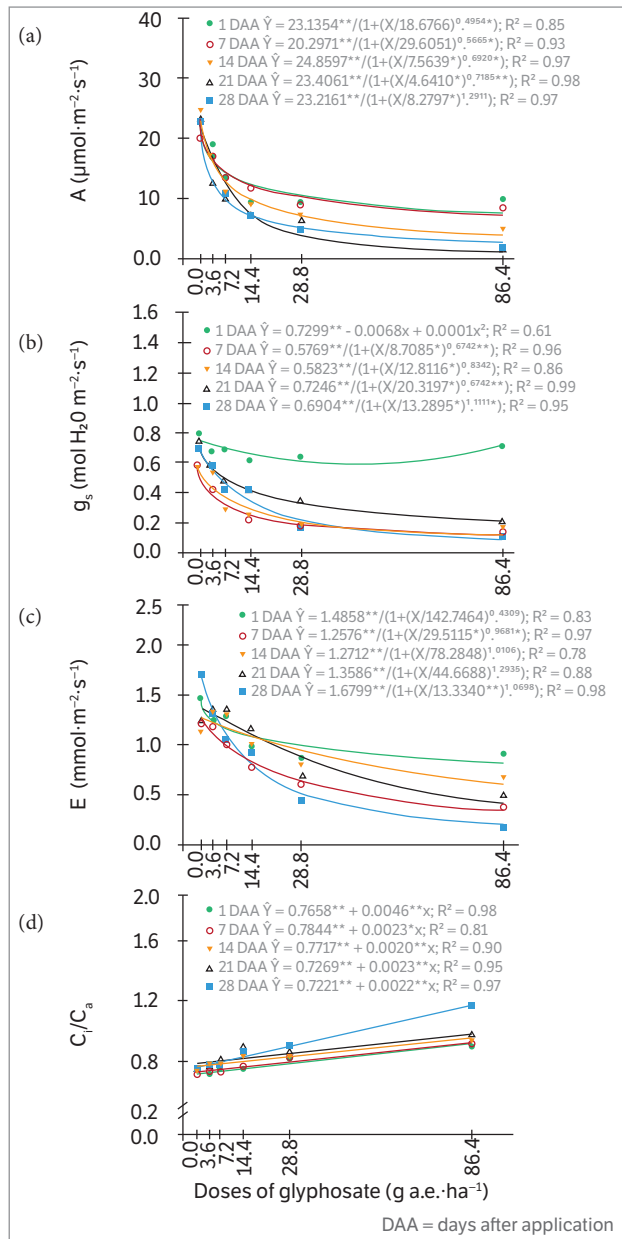 (a)
1 DAA Ŷ = 23.1354**/(1+(X/18.6766)⁰.⁴⁹⁵⁴*); R² = 0.85
7 DAA Ŷ = 20.2971**/(1+(X/29.6051)⁰.⁵⁶⁶⁵*); R² = 0.93
14 DAA Ŷ = 24.8597**/(1+(X/7.5639*)⁰.⁶⁹²⁰*); R² = 0.97
21 DAA Ŷ = 23.4061**/(1+(X/4.6410*)⁰.⁷¹⁸⁵**); R² = 0.98
28 DAA Ŷ = 23.2161**/(1+(X/8.2797*)¹.²⁹¹¹); R² = 0.97
A (µmol·m⁻²·s⁻¹)
40
30
20
10
0.0
0.0 3.6 7.2 14.4 28.8 86.4
(b)
1 DAA Ŷ = 0.7299** - 0.0068x + 0.0001x²; R² = 0.61
7 DAA Ŷ = 0.5769**/(1+(X/8.7085*)⁰.⁶⁷⁴²**); R² = 0.96
14 DAA Ŷ = 0.5823**/(1+(X/12.8116*)⁰.⁸³⁴²); R² = 0.86
21 DAA Ŷ = 0.7246**/(1+(X/20.3197*)⁰.⁶⁷⁴²**); R² = 0.99
28 DAA Ŷ = 0.6904**/(1+(X/13.2895*)¹.¹¹¹¹*); R² = 0.95
gₛ (mol H₂0 m⁻²·s⁻¹)
1.6
1.4
1.2
1.0
0.8
0.6
0.4
0.2
0.0
0.0 3.6 7.2 14.4 28.8 86.4
(c)
1 DAA Ŷ = 1.4858**/(1+(X/142.7464)⁰.⁴³⁰⁹); R² = 0.83
7 DAA Ŷ = 1.2576**/(1+(X/29.5115*)⁰.⁹⁶⁸¹*); R² = 0.97
14 DAA Ŷ = 1.2712**/(1+(X/78.2848)¹.⁰¹⁰⁶); R² = 0.78
21 DAA Ŷ = 1.3586**/(1+(X/44.6688)¹.²⁹³⁵); R² = 0.88
28 DAA Ŷ = 1.6799**/(1+(X/13.3340**)¹.⁰⁶⁹⁸); R² = 0.98
E (mmol·m⁻²·s⁻¹)
2.5
2.0
1.5
1.0
0.5
0.0
0.0 3.6 7.2 14.4 28.8 86.4
(d)
1 DAA Ŷ = 0.7658** + 0.0046**x; R² = 0.98
7 DAA Ŷ = 0.7844** + 0.0023*x; R² = 0.81
14 DAA Ŷ = 0.7717** + 0.0020**x; R² = 0.90
21 DAA Ŷ = 0.7269** + 0.0023**x; R² = 0.95
28 DAA Ŷ = 0.7221** + 0.0022**x; R² = 0.97
Cᵢ/Cₐ
2.0
1.6
1.2
0.8
0.2
0.0
0.0 3.6 7.2 14.4 28.8 86.4
Doses of glyphosate (g a.e.·ha⁻¹)
DAA = days after application